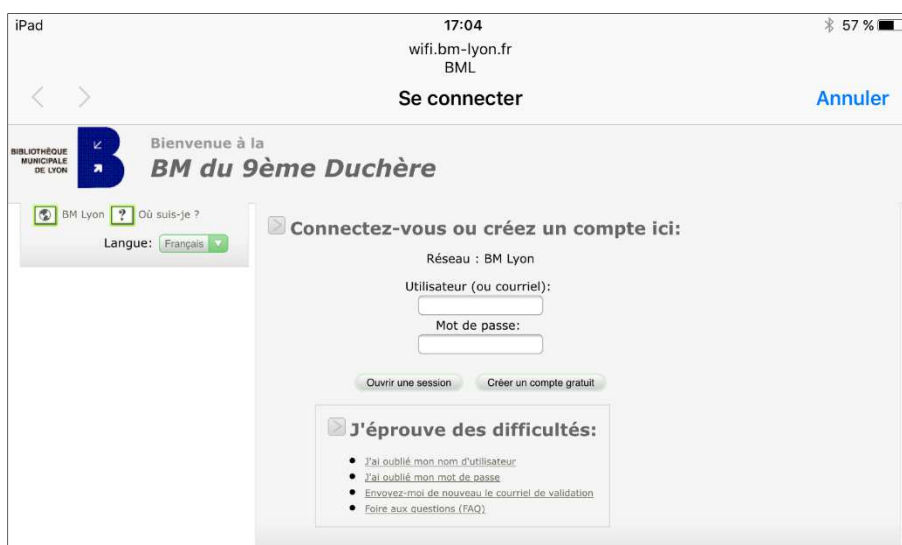 iPad 17:04 57 %
wifi.bm-lyon.fr
BML
Se connecter Annuler
BIBLIOTHÈQUE
MUNICIPALE
DE LYON
B
Bienvenue à la
BM du 9ème Duchère
BM Lyon ? Où suis-je ?
Langue: Français
Connectez-vous ou créez un compte ici:
Réseau : BM Lyon
Utilisateur (ou courriel):
Mot de passe:
Ouvrir une session Créer un compte gratuit
J'éprouve des difficultés:
J'ai oublié mon nom d'utilisateur
J'ai oublié mon mot de passe
Envoyez-moi de nouveau le courriel de validation
Foire aux questions (FAQ)